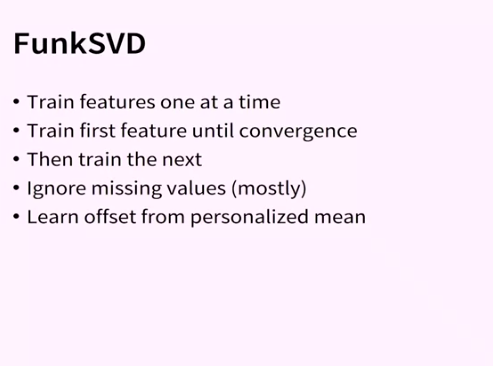 FunkSVD
• Train features one at a time
• Train first feature until convergence
• Then train the next
• Ignore missing values (mostly)
• Learn offset from personalized mean